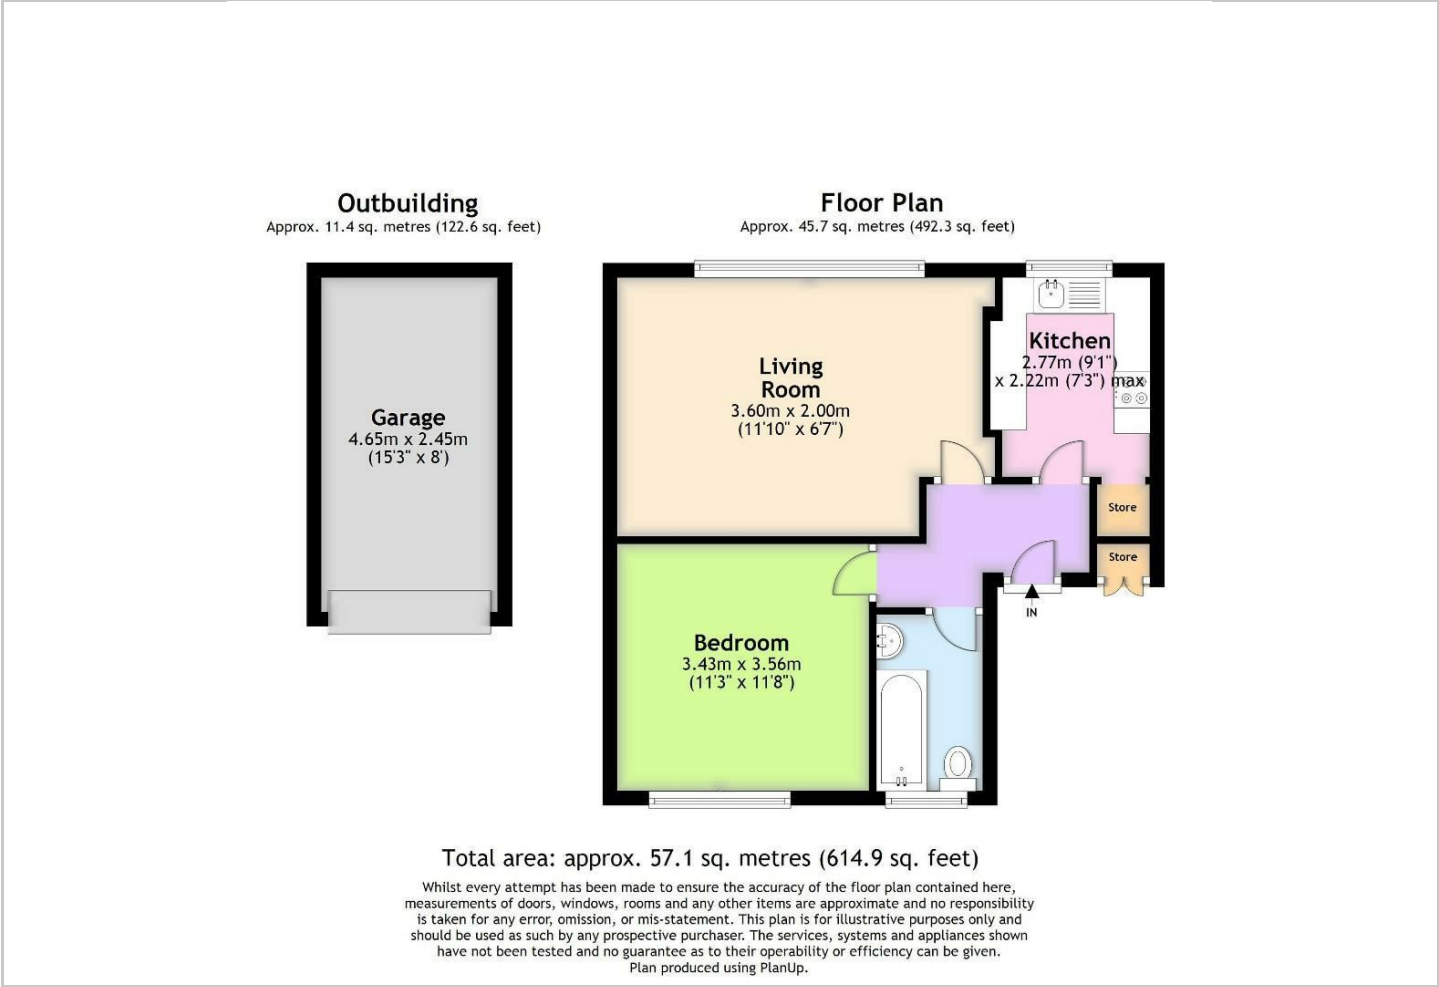 Outbuilding
Approx. 11.4 sq. metres (122.6 sq. feet)
Floor Plan
Approx. 45.7 sq. metres (492.3 sq. feet)
Garage
4.65m x 2.45m
(15'3" x 8')
Living
Room
3.60m x 2.00m
(11'10" x 6'7")
Kitchen
2.77m (9'1")
x 2.22m (7'3") max
Store
Store
IN
Bedroom
3.43m x 3.56m
(11'3" x 11'8")
Total area: approx. 57.1 sq. metres (614.9 sq. feet)
Whilst every attempt has been made to ensure the accuracy of the floor plan contained here,
measurements of doors, windows, rooms and any other items are approximate and no responsibility
is taken for any error, omission, or mis-statement. This plan is for illustrative purposes only and
should be used as such by any prospective purchaser. The services, systems and appliances shown
have not been tested and no guarantee as to their operability or efficiency can be given.
Plan produced using PlanUp.